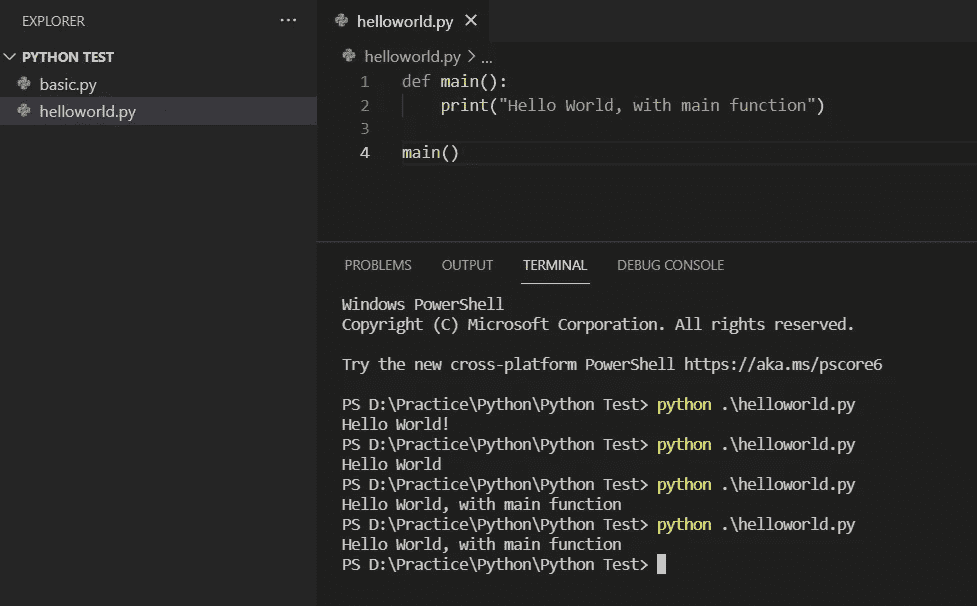 EXPLORER ...
PYTHON TEST
basic.py
helloworld.py
helloworld.py
helloworld.py > ...
1 def main():
2     print("Hello World, with main function")
3
4 main()
PROBLEMS OUTPUT TERMINAL DEBUG CONSOLE
Windows PowerShell
Copyright (C) Microsoft Corporation. All rights reserved.
Try the new cross-platform PowerShell https://aka.ms/pscore6
PS D:\Practice\Python\Python Test> python .\helloworld.py
Hello World!
PS D:\Practice\Python\Python Test> python .\helloworld.py
Hello World
PS D:\Practice\Python\Python Test> python .\helloworld.py
Hello World, with main function
PS D:\Practice\Python\Python Test> python .\helloworld.py
Hello World, with main function
PS D:\Practice\Python\Python Test>